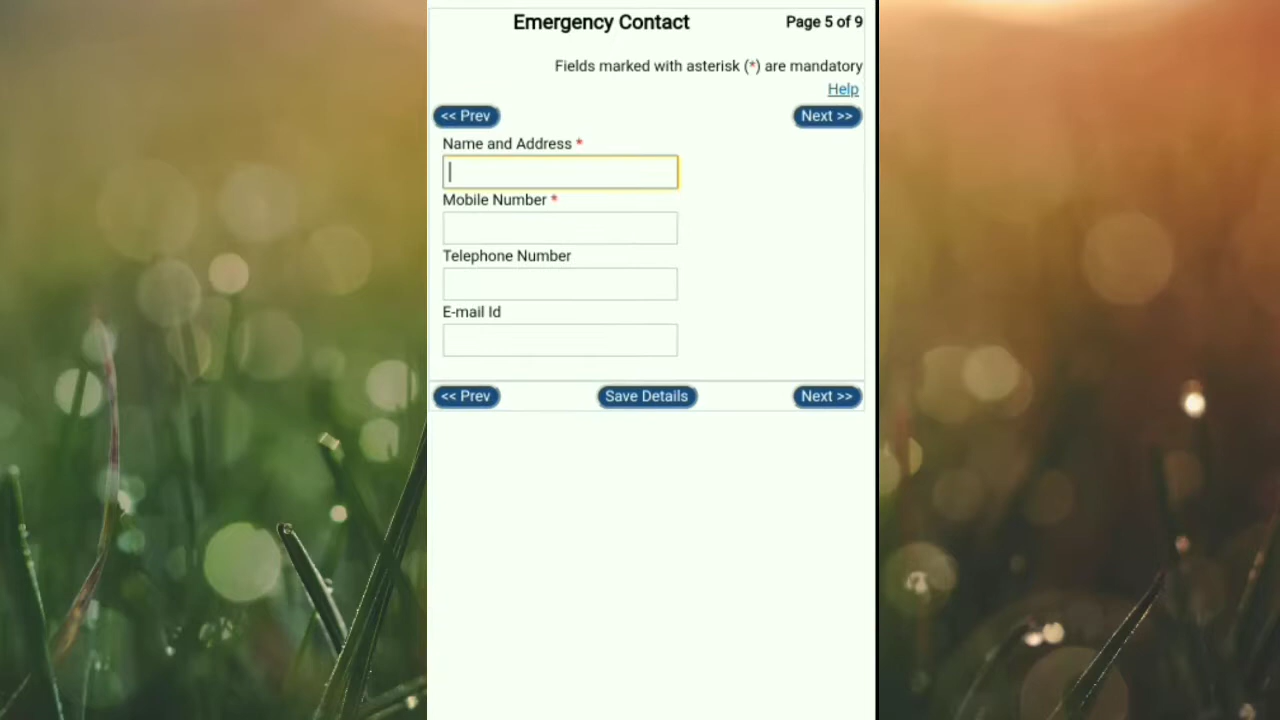 Emergency Contact Page 5 of 9
Fields marked with asterisk (*) are mandatory
Help
<< Prev Next >>
Name and Address *
Mobile Number *
Telephone Number
E-mail Id
<< Prev Save Details Next >>